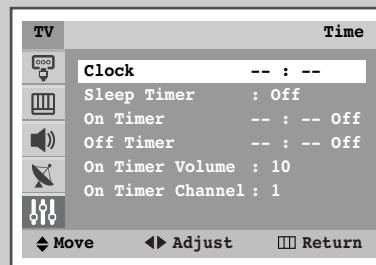 TV Time
Clock -- : --
Sleep Timer : Off
On Timer -- : -- Off
Off Timer -- : -- Off
On Timer Volume : 10
On Timer Channel : 1
Move Adjust Return